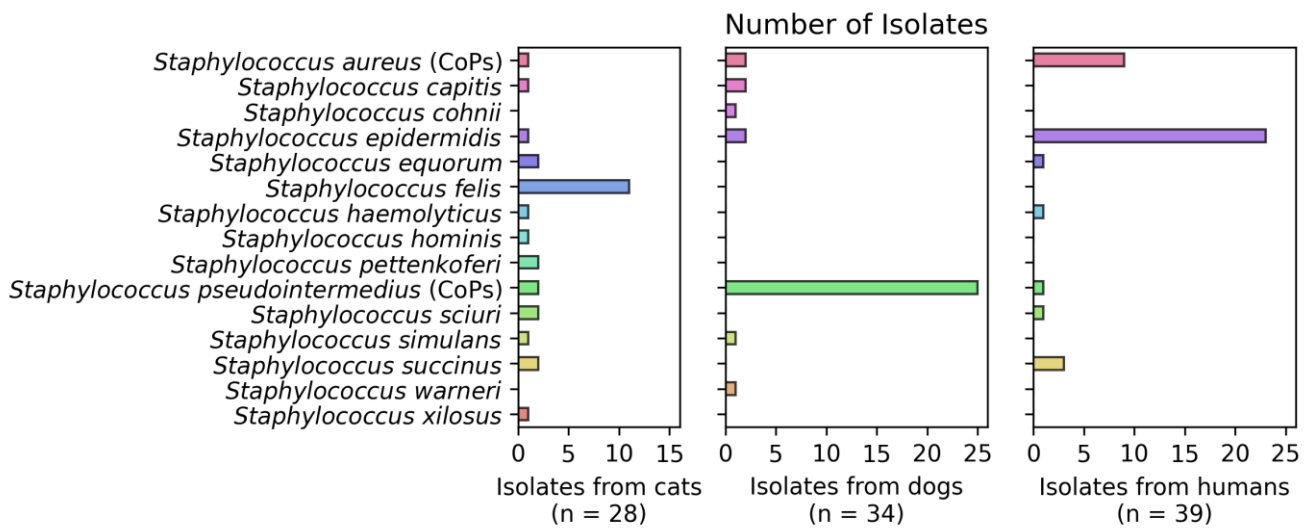 Number of Isolates
Staphylococcus aureus (CoPs)
Staphylococcus capitis
Staphylococcus cohnii
Staphylococcus epidermidis
Staphylococcus equorum
Staphylococcus felis
Staphylococcus haemolyticus
Staphylococcus hominis
Staphylococcus pettenkoferi
Staphylococcus pseudointermedius (CoPs)
Staphylococcus sciuri
Staphylococcus simulans
Staphylococcus succinus
Staphylococcus warneri
Staphylococcus xilosus
0 5 10 15
Isolates from cats
(n = 28)
0 5 10 15 20 25
Isolates from dogs
(n = 34)
0 5 10 15 20 25
Isolates from humans
(n = 39)